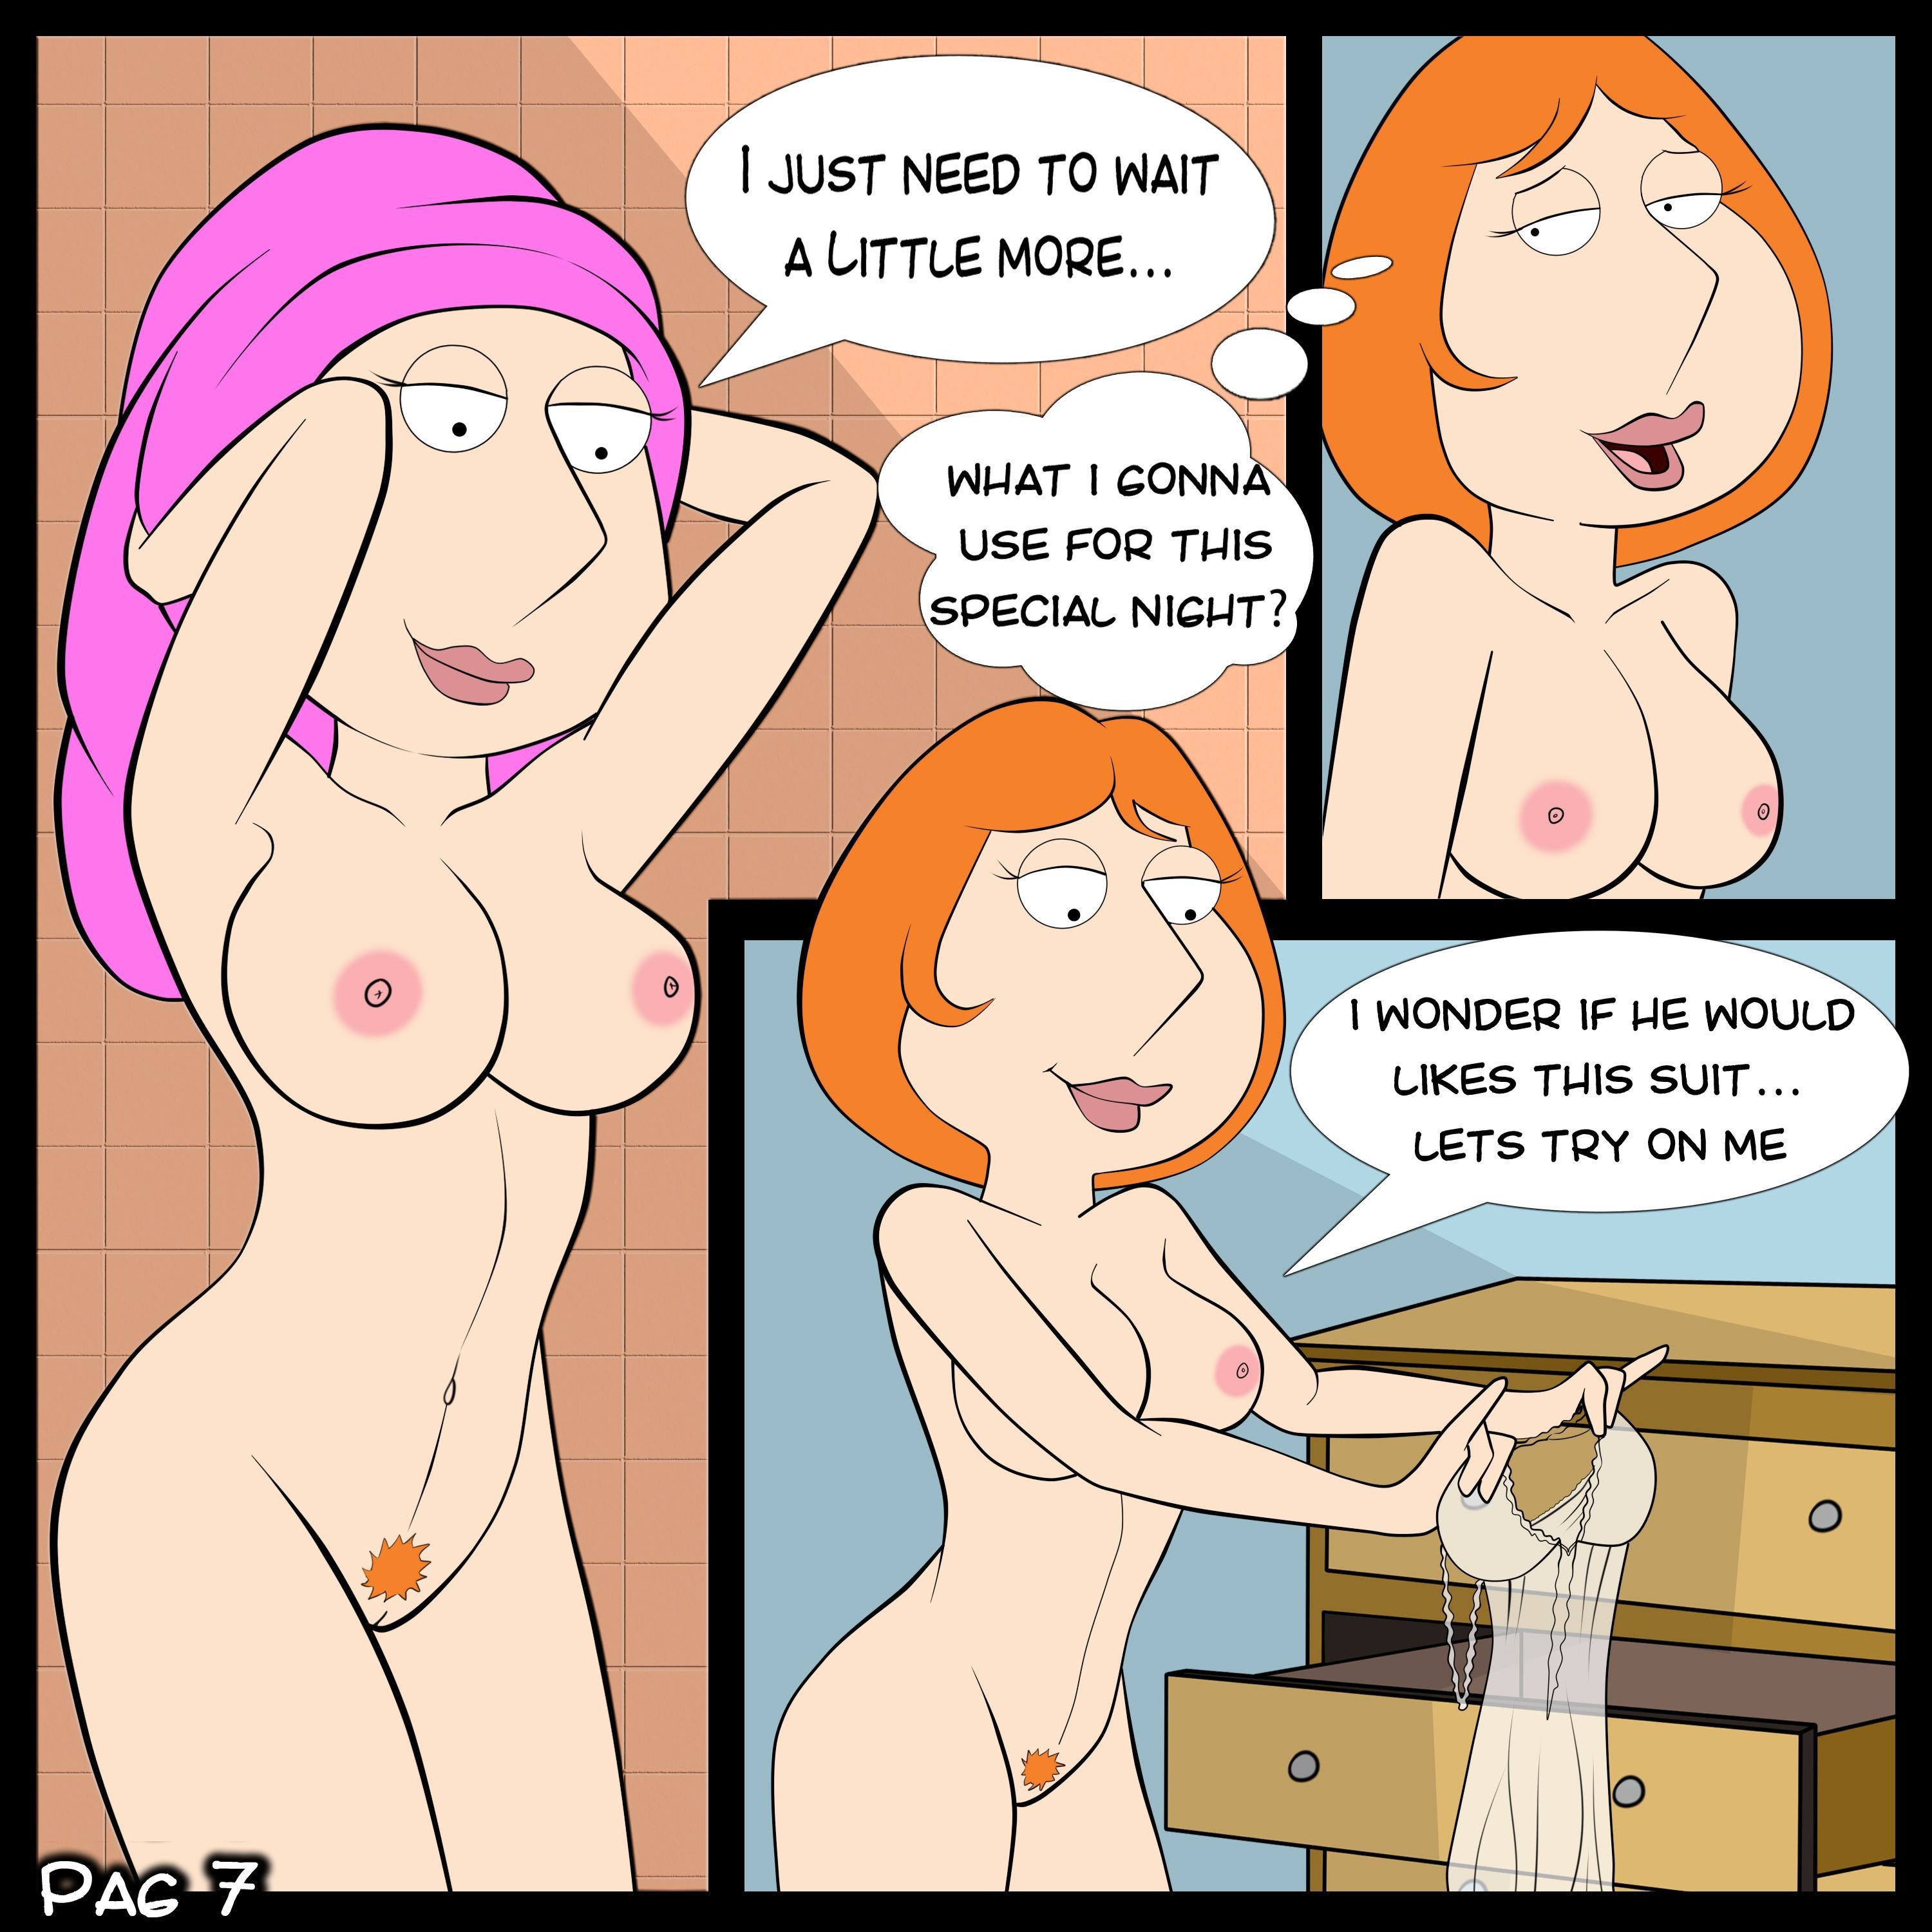 I JUST NEED TO WAIT
A LITTLE MORE...
WHAT I GONNA
USE FOR THIS
SPECIAL NIGHT?
I WONDER IF HE WOULD
LIKES THIS SUIT...
LETS TRY ON ME
PAG 7